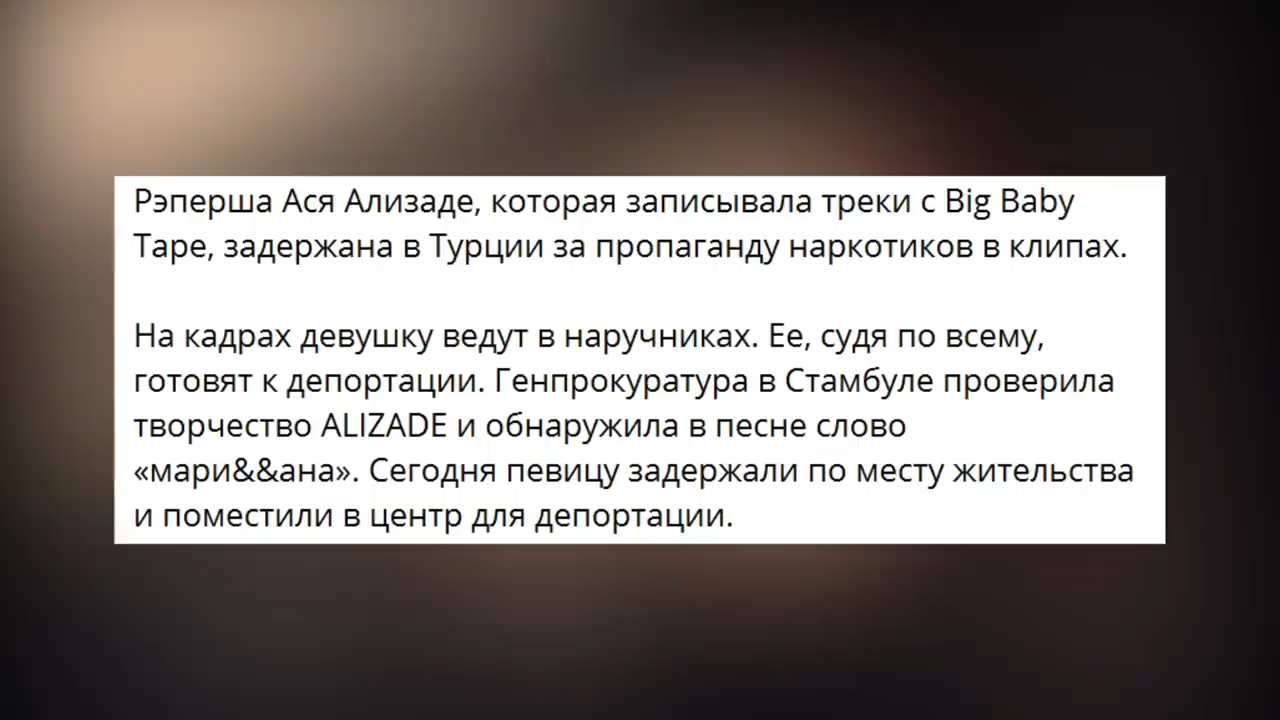 Рэперша Ася Ализаде, которая записывала треки с Big Baby
Tape, задержана в Турции за пропаганду наркотиков в клипах.
На кадрах девушку ведут в наручниках. Ее, судя по всему,
готовят к депортации. Генпрокуратура в Стамбуле проверила
творчество ALIZADE и обнаружила в песне слово
«мари&&ана». Сегодня певицу задержали по месту жительства
и поместили в центр для депортации.